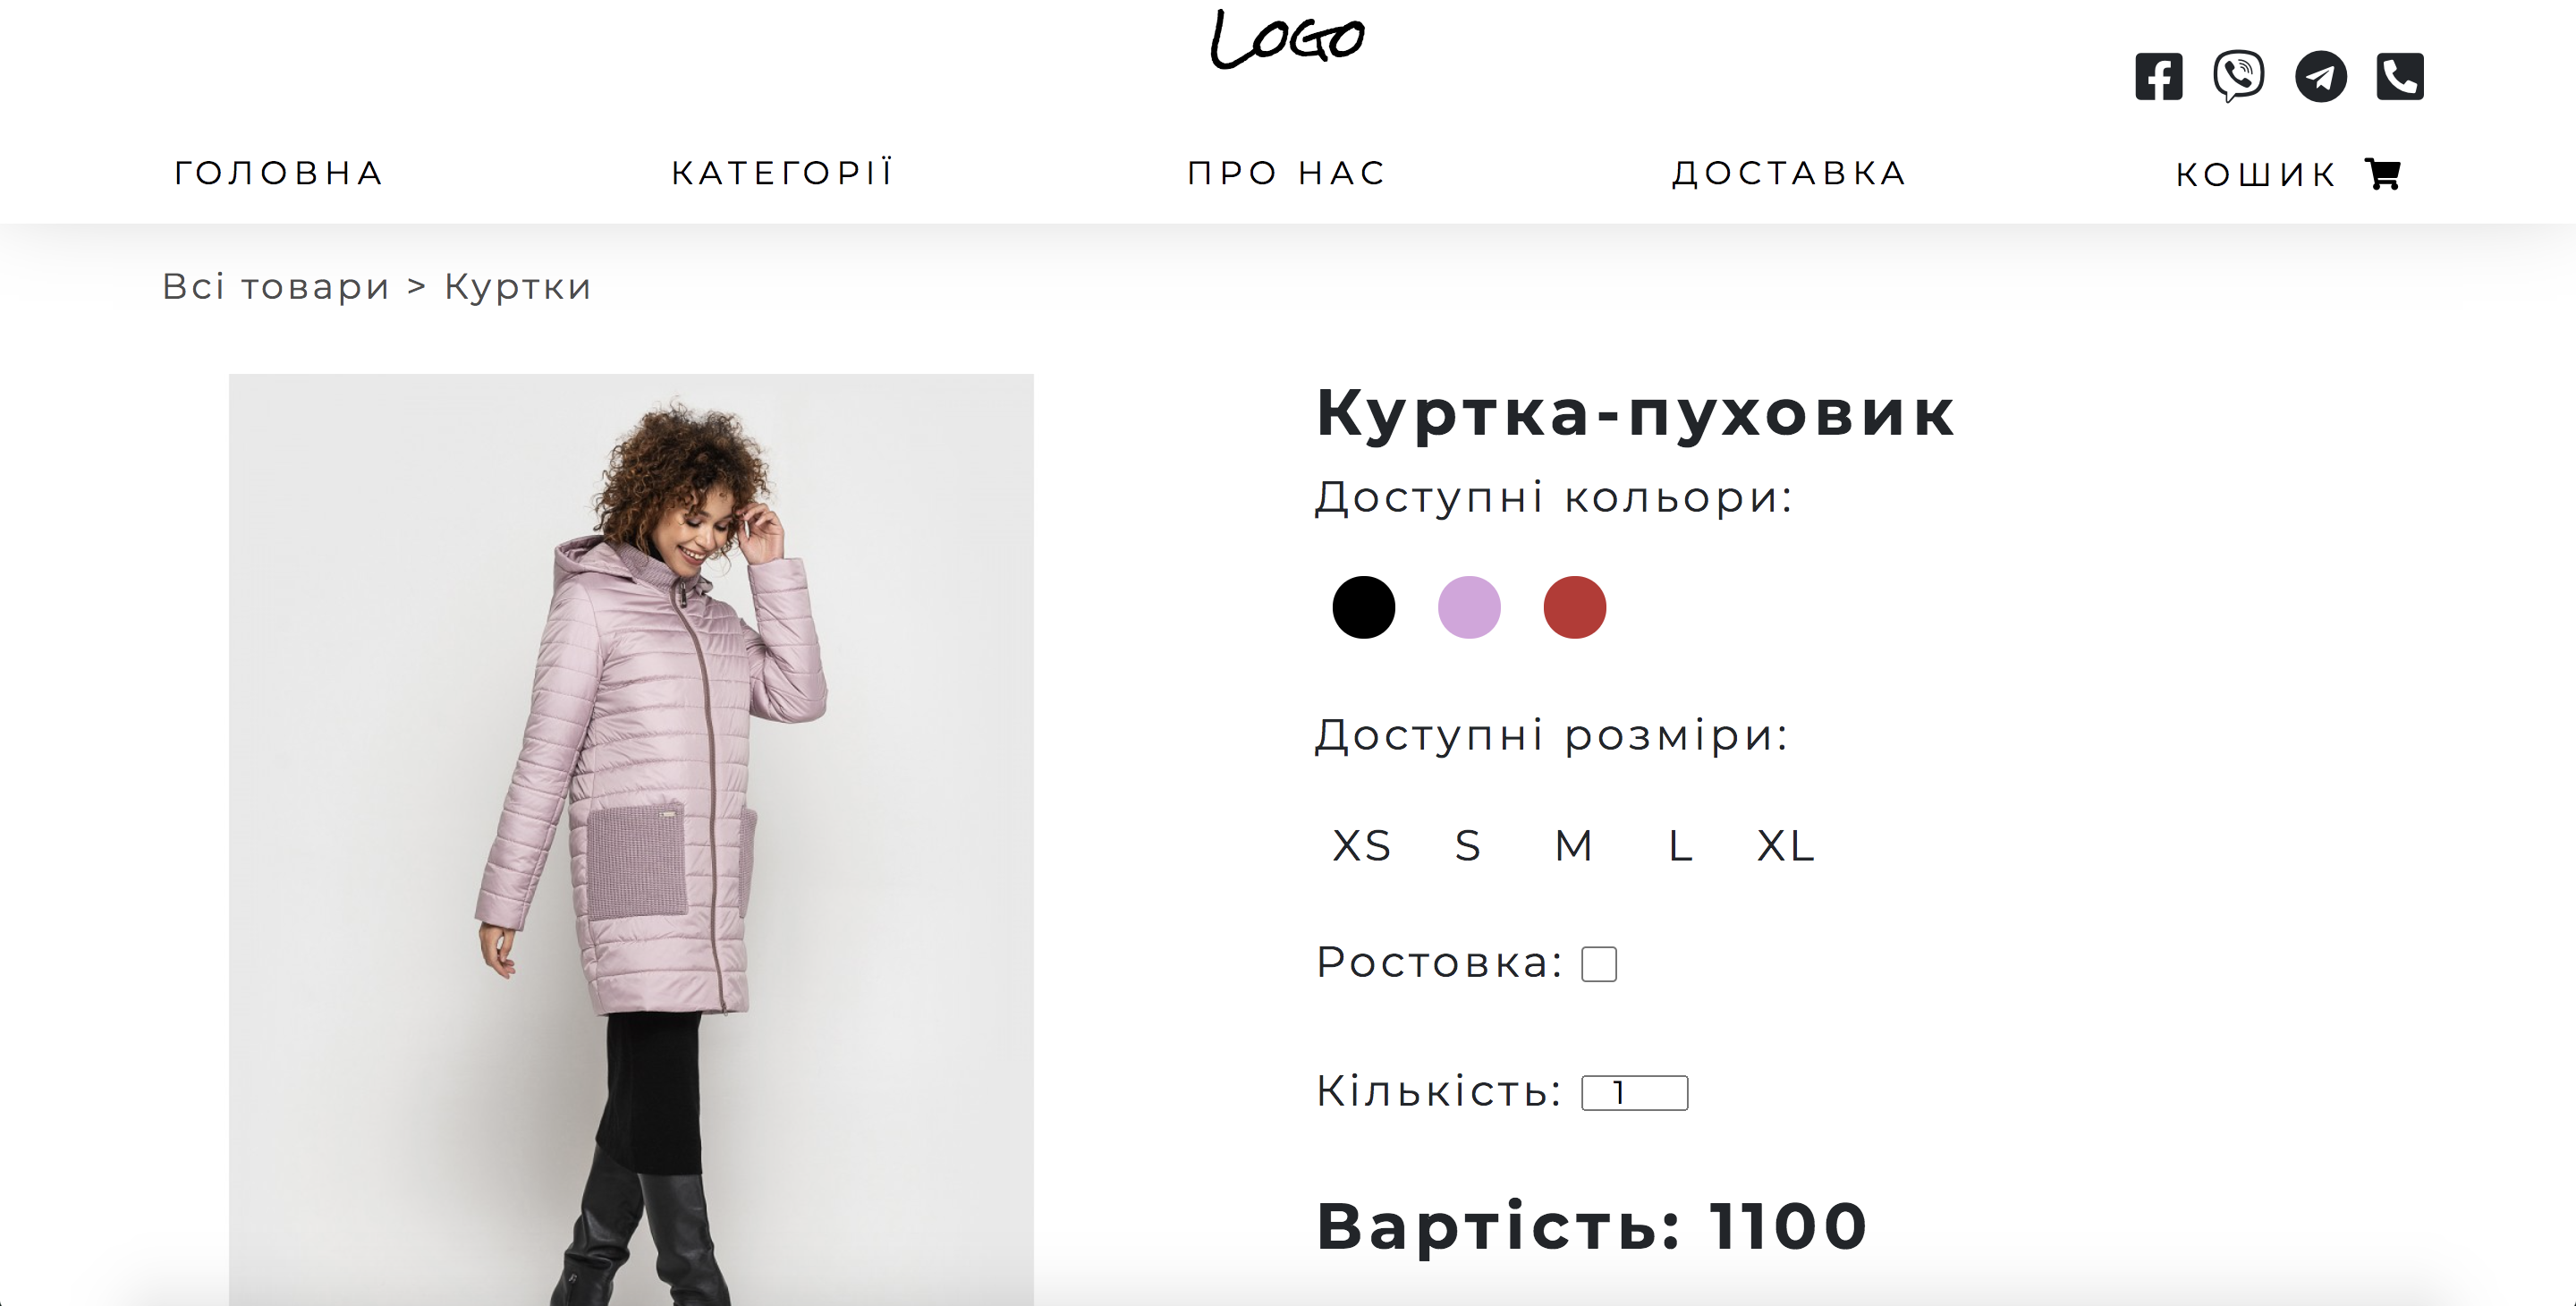 LOGO
ГОЛОВНА КАТЕГОРІЇ ПРО НАС ДОСТАВКА КОШИК
Всі товари > Куртки
Куртка-пуховик
Доступні кольори:
Доступні розміри:
XS S M L XL
Ростовка:
Кількість: 1
Вартість: 1100